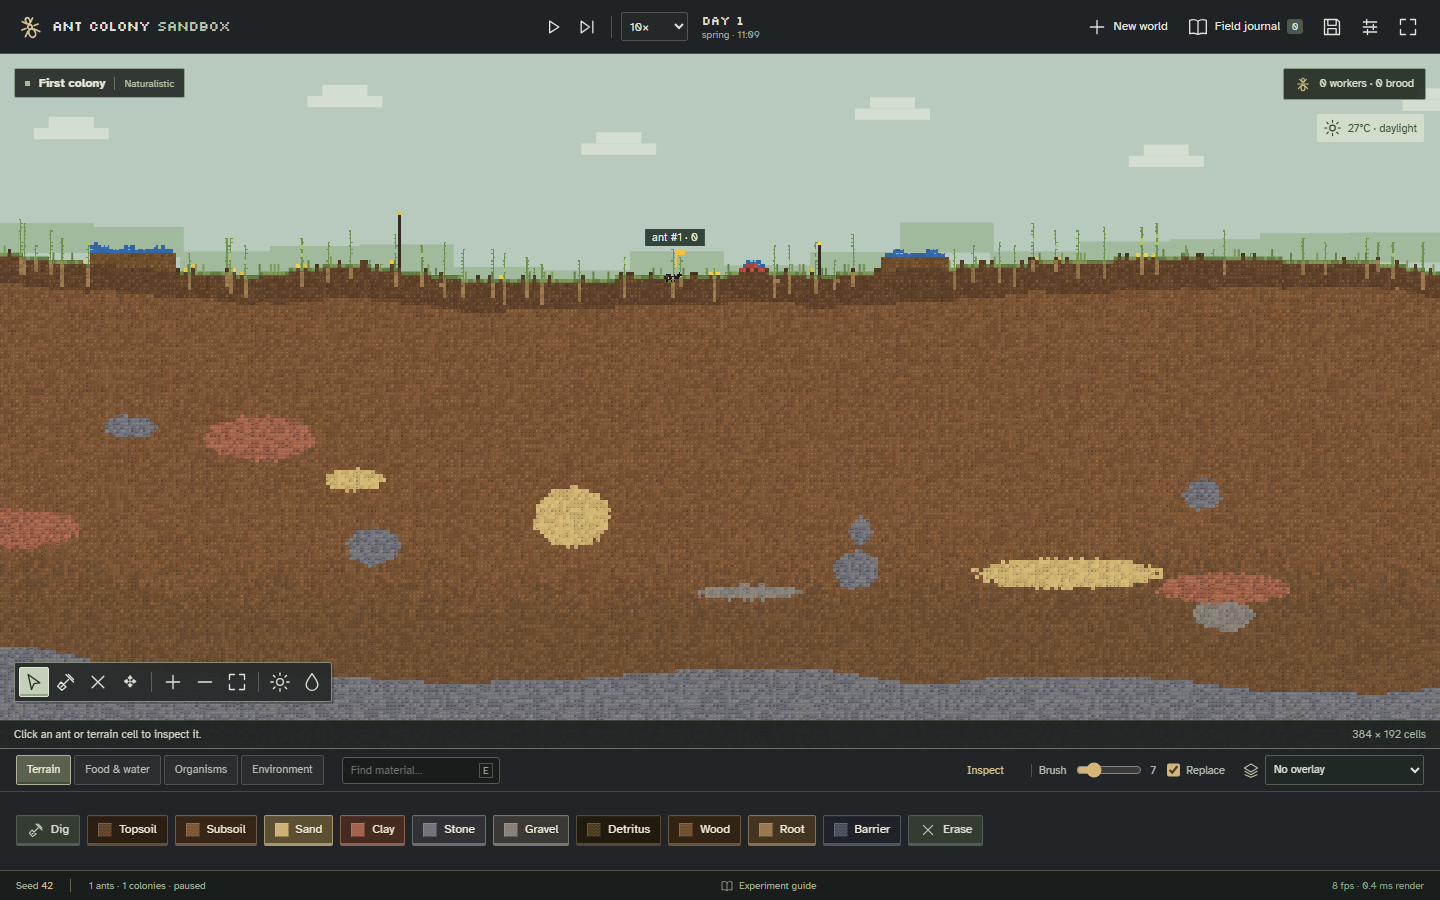 ANT COLONY SANDBOX
10×
DAY 1
spring · 11:09
New world
Field journal 0
First colony
Naturalistic
0 workers · 0 brood
27°C · daylight
ant #1 · 0
Click an ant or terrain cell to inspect it.
384 × 192 cells
Terrain
Food & water
Organisms
Environment
Find material...
E
Inspect
Brush
7
Replace
No overlay
Dig
Topsoil
Subsoil
Sand
Clay
Stone
Gravel
Detritus
Wood
Root
Barrier
Erase
Seed 42
1 ants · 1 colonies · paused
Experiment guide
8 fps · 0.4 ms render